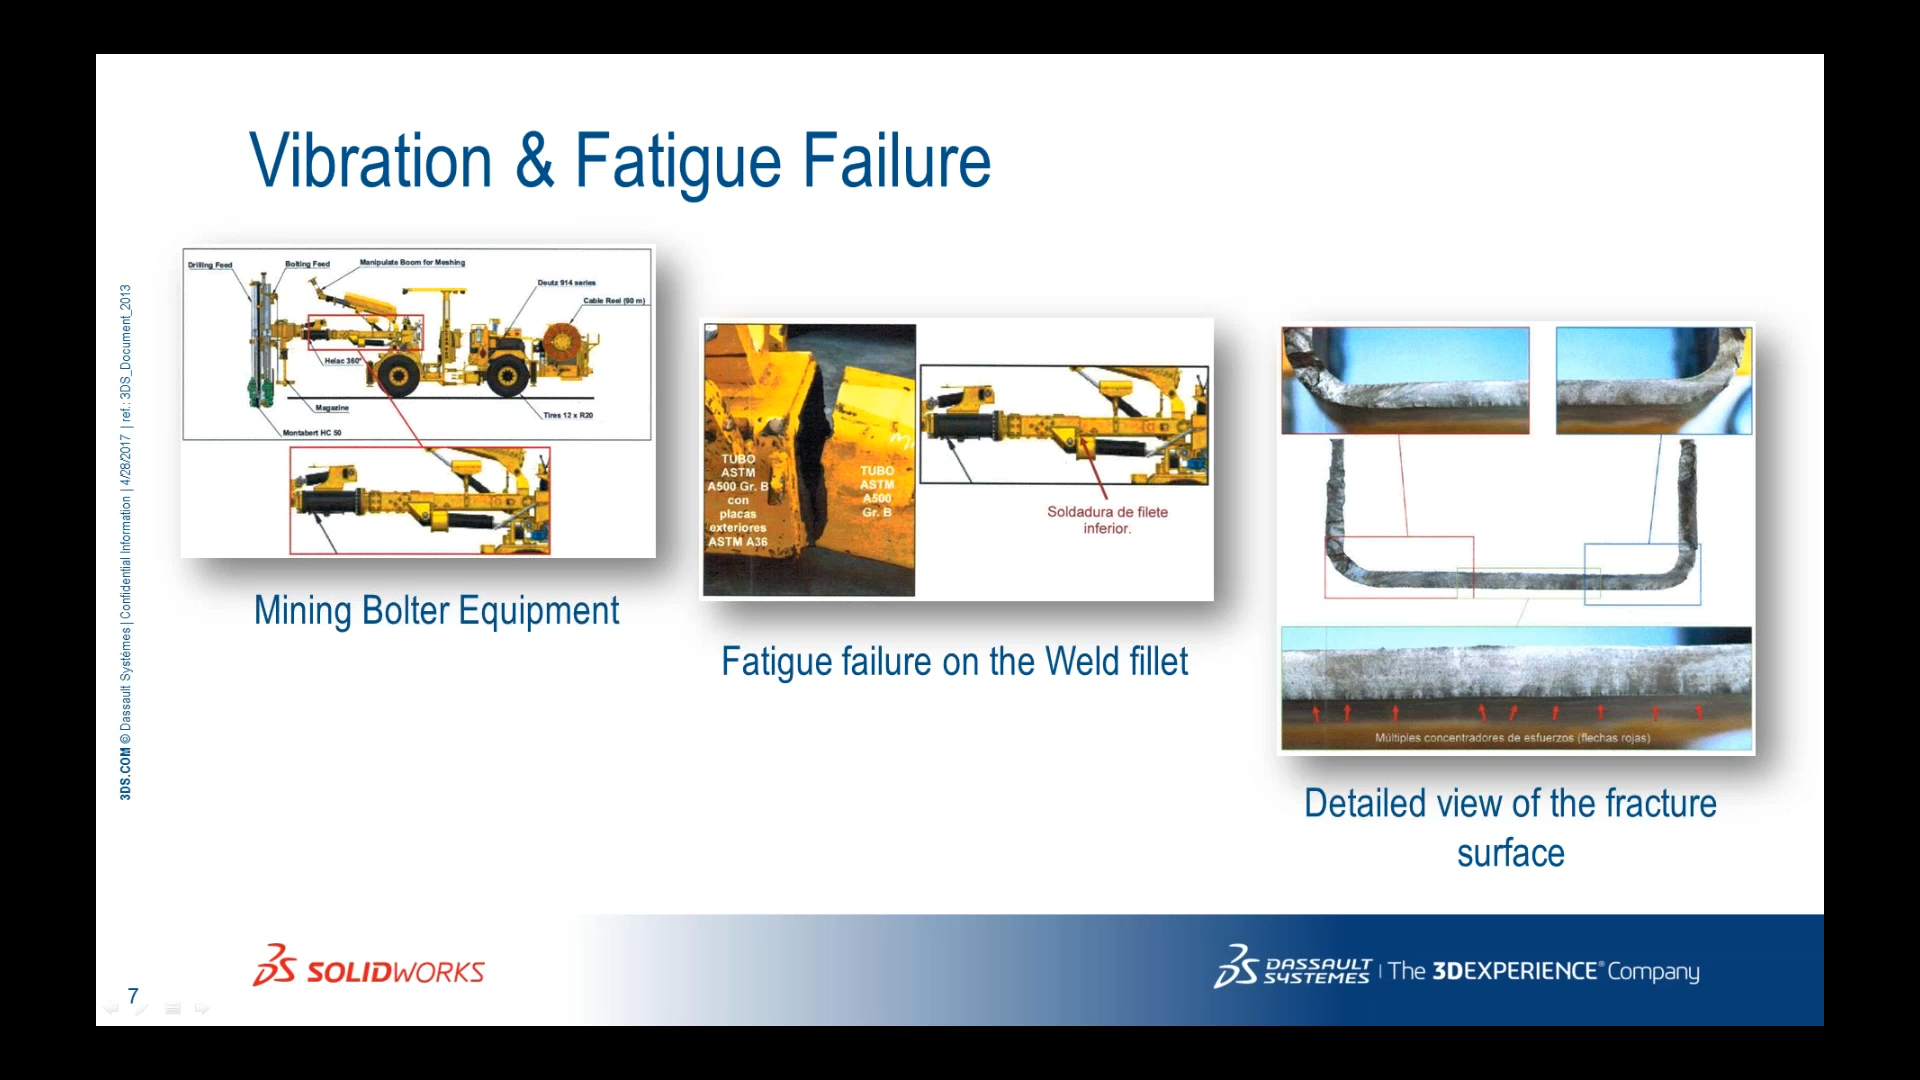 Vibration & Fatigue Failure
Drilling Feed
Bolting Feed
Manipulate Boom for Meshing
Deutz 914 series
Cable Reel (90 m)
Helac 360°
Magazine
Tires 12 x R20
Montabert HC 50
Mining Bolter Equipment
TUBO
ASTM
A500 Gr. B
con
placas
exteriores
ASTM A36
TUBO
ASTM
A500
Gr. B
Soldadura de filete
inferior.
Fatigue failure on the Weld fillet
Múltiples concentradores de esfuerzos (flechas rojas)
Detailed view of the fracture
surface
3DS.COM © Dassault Systèmes | Confidential Information | 4/28/2017 | ref.: 3DS_Document_2013
7
SOLIDWORKS
DASSAULT
SYSTEMES
The 3DEXPERIENCE® Company